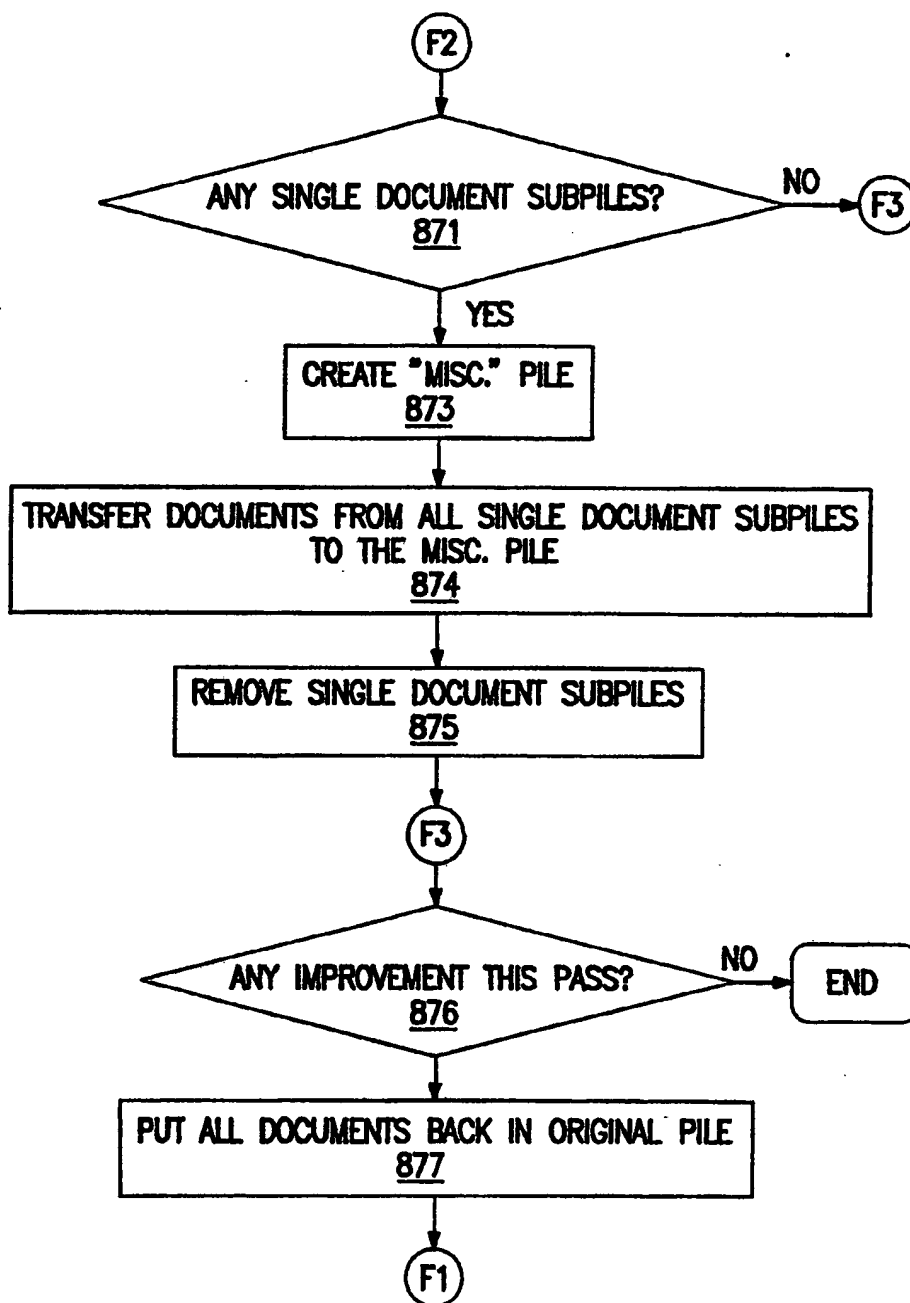 F2
ANY SINGLE DOCUMENT SUBPILES?
871
NO
F3
YES
CREATE "MISC." PILE
873
TRANSFER DOCUMENTS FROM ALL SINGLE DOCUMENT SUBPILES
TO THE MISC. PILE
874
REMOVE SINGLE DOCUMENT SUBPILES
875
F3
ANY IMPROVEMENT THIS PASS?
876
NO
END
PUT ALL DOCUMENTS BACK IN ORIGINAL PILE
877
F1